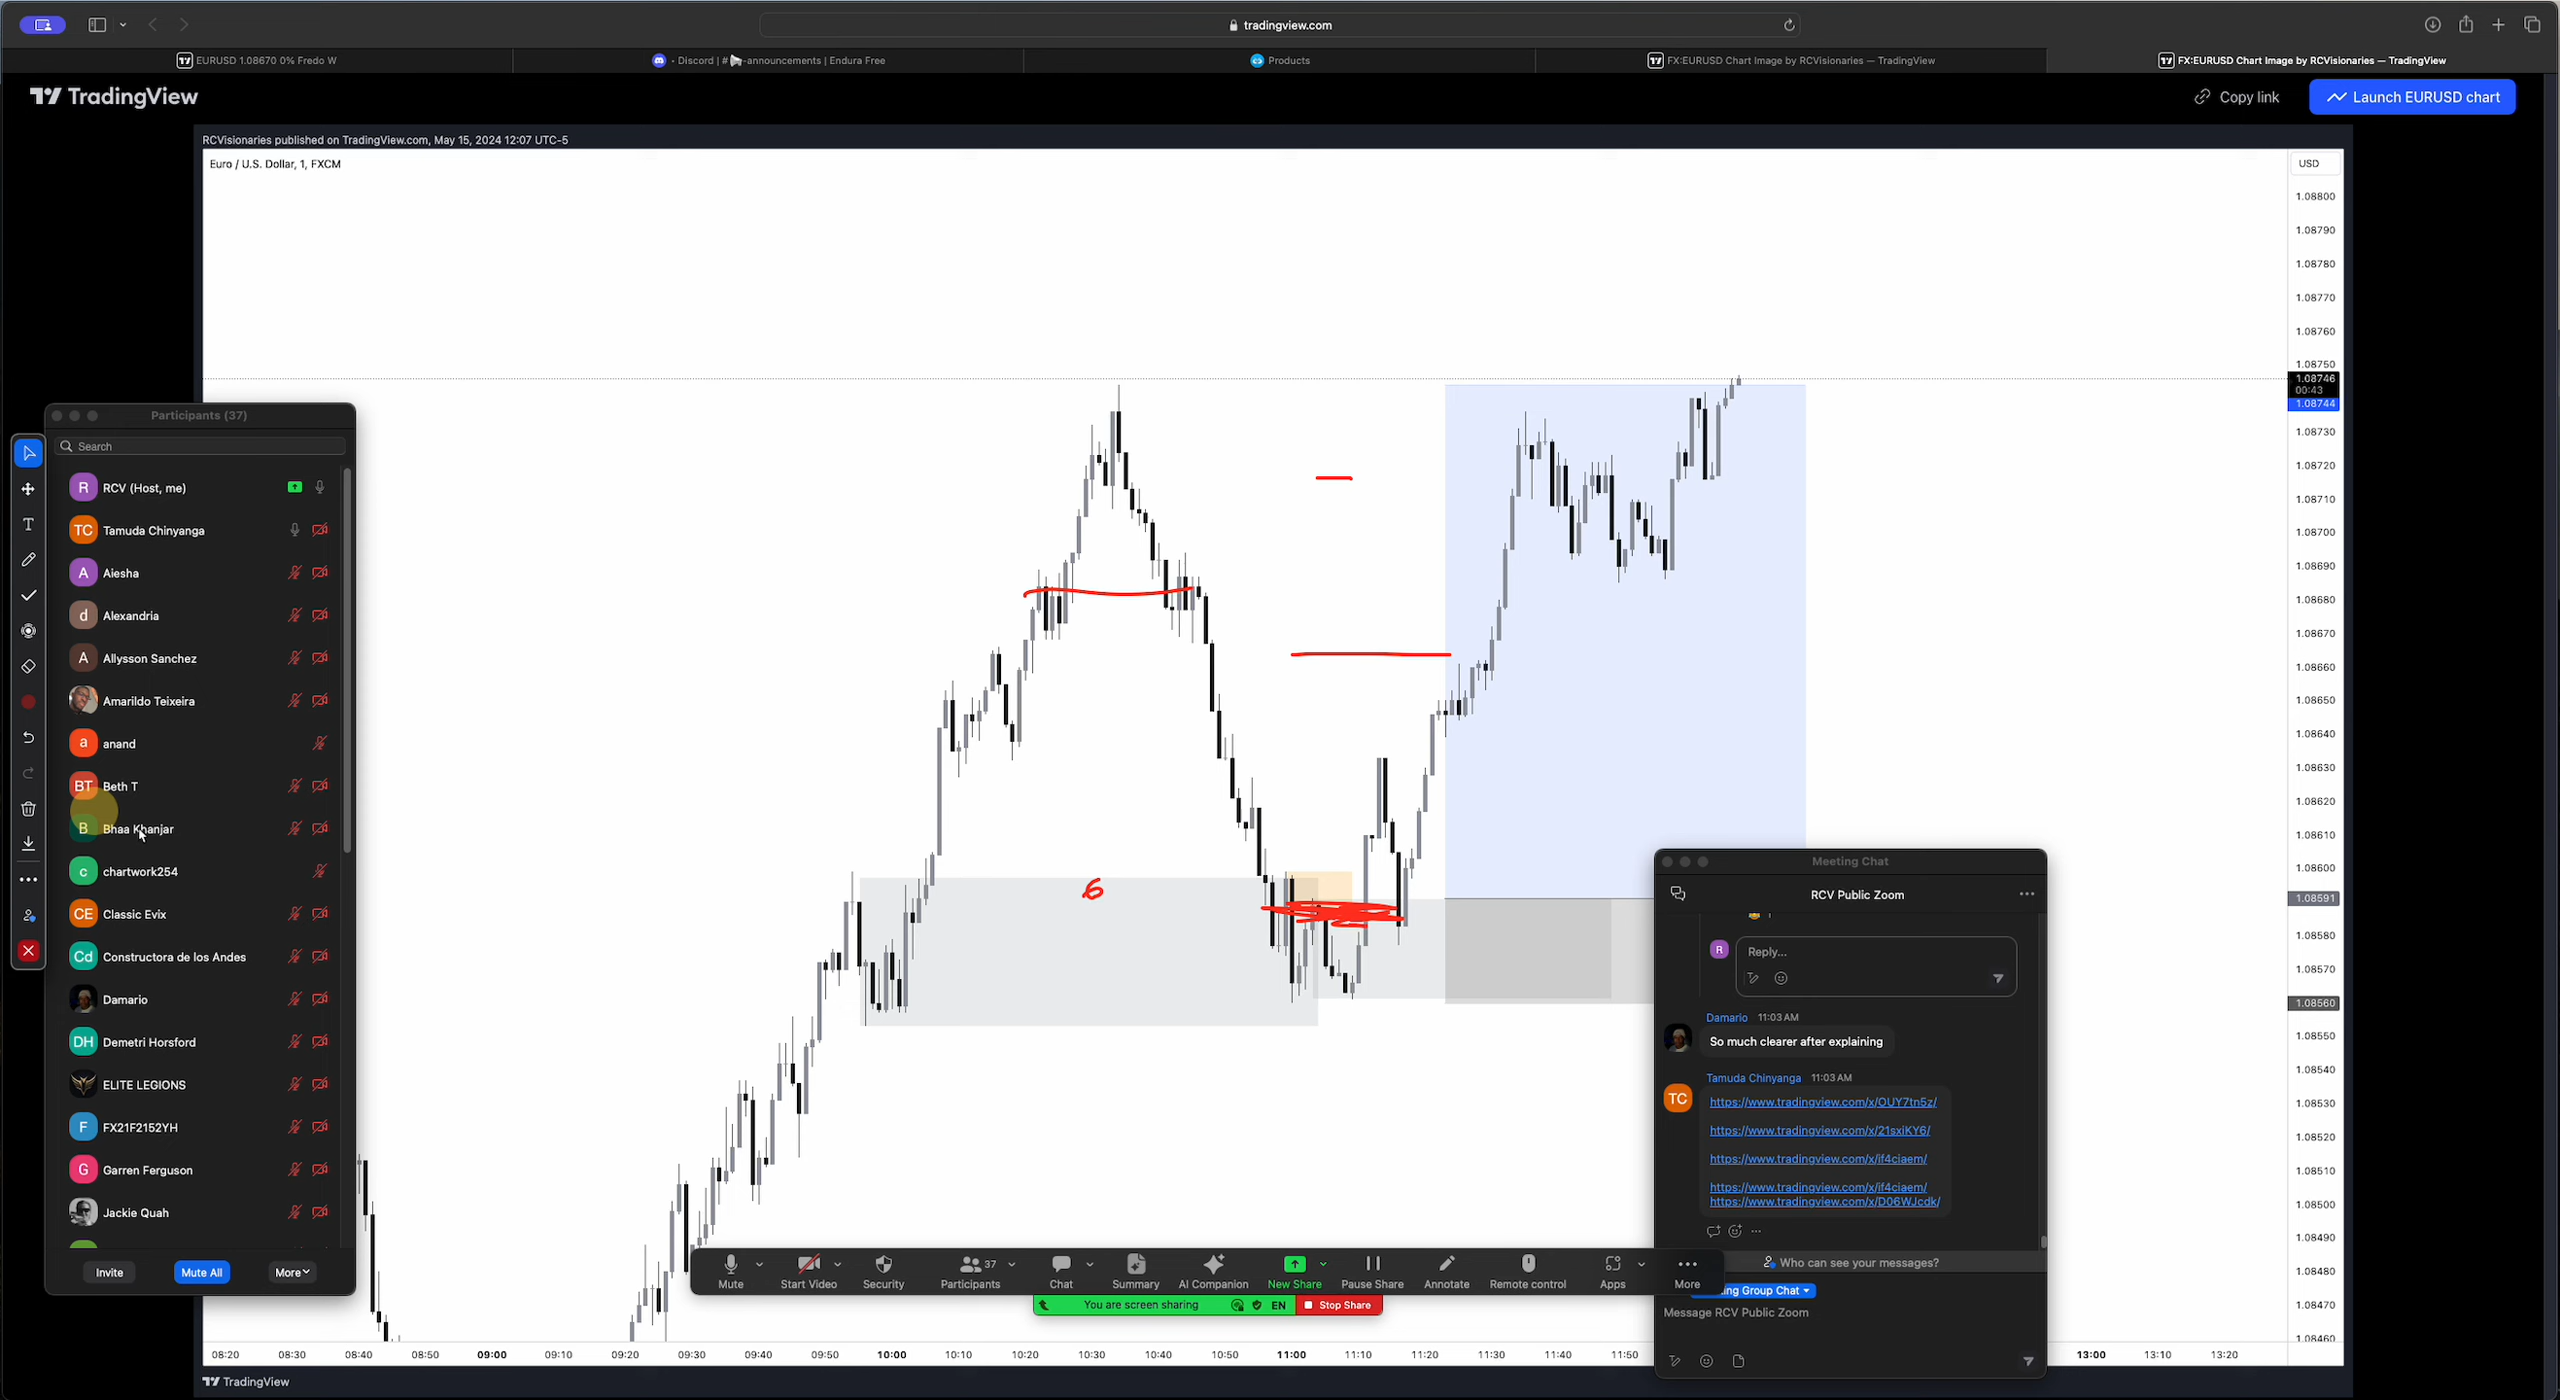 tradingview.com
EURUSD 1.08670 0% Fredo W
- Discord | # -announcements | Endura Free
Products
FX:EURUSD Chart Image by RCVisionaries — TradingView
FX:EURUSD Chart Image by RCVisionaries — TradingView
TradingView
Copy link
Launch EURUSD chart
RCVisionaries published on TradingView.com, May 15, 2024 12:07 UTC-5
Euro / U.S. Dollar, 1, FXCM
USD
1.08800
1.08790
1.08780
1.08770
1.08760
1.08750
1.08746
00:43
1.08744
1.08730
1.08720
1.08710
1.08700
1.08690
1.08680
1.08670
1.08660
1.08650
1.08640
1.08630
1.08620
1.08610
1.08600
1.08591
1.08580
1.08570
1.08560
1.08550
1.08540
1.08530
1.08520
1.08510
1.08500
1.08490
1.08480
1.08470
1.08460
Participants (37)
Search
R RCV (Host, me)
TC Tamuda Chinyanga
A Aiesha
d Alexandria
A Allysson Sanchez
Amarildo Teixeira
a anand
BT Beth T
B Bhaa Khanjar
c chartwork254
CE Classic Evix
Cd Constructora de los Andes
Damario
DH Demetri Horsford
ELITE LEGIONS
F FX21F2152YH
G Garren Ferguson
Jackie Quah
Invite
Mute All
More
6
Meeting Chat
RCV Public Zoom
1
R
Reply...
Damario 11:03 AM
So much clearer after explaining
Tamuda Chinyanga 11:03 AM
TC
https://www.tradingview.com/x/OUY7tn5z/
https://www.tradingview.com/x/21sxiKY6/
https://www.tradingview.com/x/if4ciaem/
https://www.tradingview.com/x/if4ciaem/
https://www.tradingview.com/x/D06WJcdk/
Who can see your messages?
Group Chat
Message RCV Public Zoom
Mute
Start Video
Security
37
Participants
Chat
Summary
AI Companion
New Share
Pause Share
Annotate
Remote control
Apps
More
You are screen sharing
EN
Stop Share
08:20 08:30 08:40 08:50 09:00 09:10 09:20 09:30 09:40 09:50 10:00 10:10 10:20 10:30 10:40 10:50 11:00 11:10 11:20 11:30 11:40 11:50 13:00 13:10 13:20
TradingView